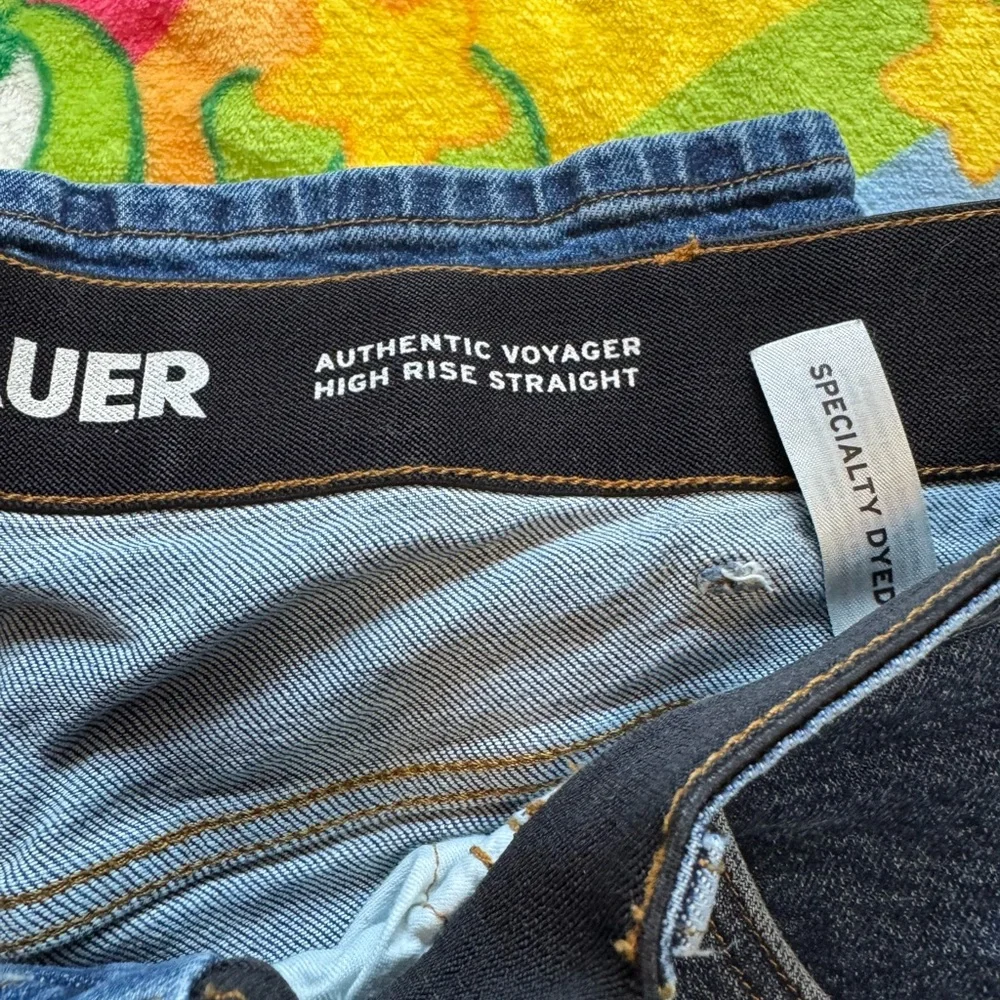 AUER
AUTHENTIC VOYAGER
HIGH RISE STRAIGHT
SPECIALTY DYED